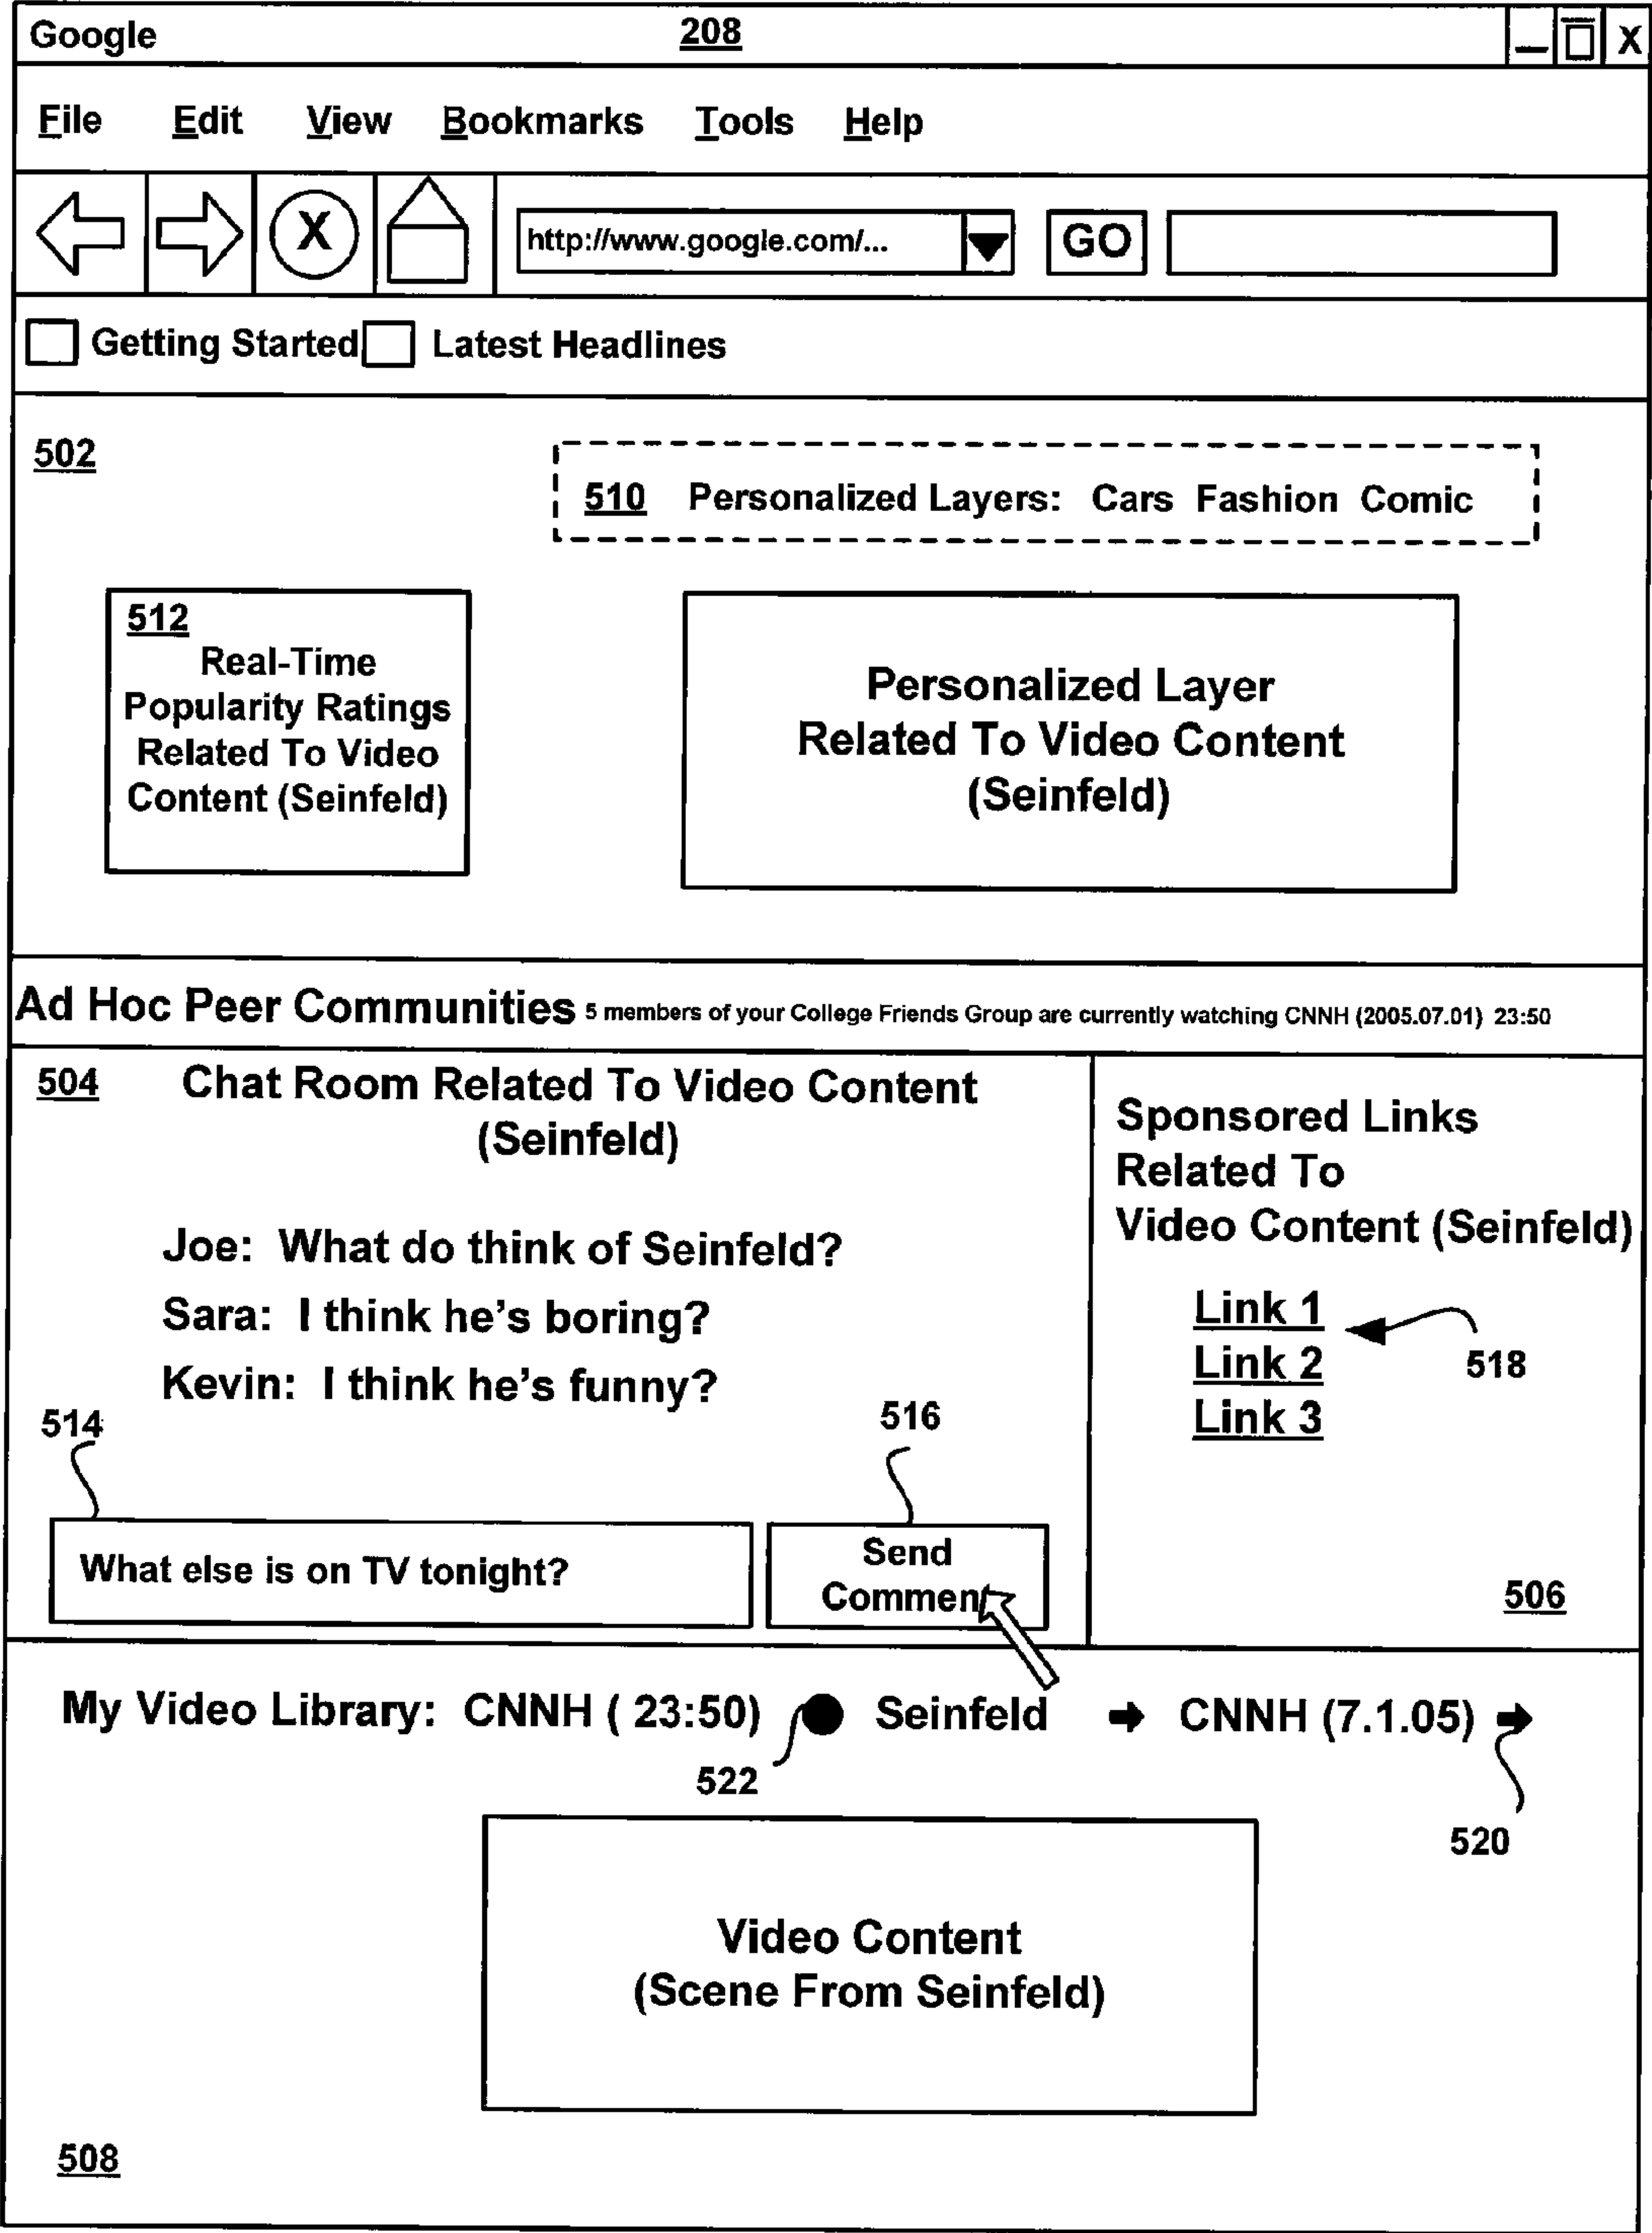 Google 208 X
File Edit View Bookmarks Tools Help
X http://www.google.com/... GO
Getting Started Latest Headlines
502
510 Personalized Layers: Cars Fashion Comic
512
Real-Time
Popularity Ratings
Related To Video
Content (Seinfeld)
Personalized Layer
Related To Video Content
(Seinfeld)
Ad Hoc Peer Communities 5 members of your College Friends Group are currently watching CNNH (2005.07.01) 23:50
504 Chat Room Related To Video Content
(Seinfeld)
Joe: What do think of Seinfeld?
Sara: I think he's boring?
Kevin: I think he's funny?
514
516
What else is on TV tonight?
Send
Comment
Sponsored Links
Related To
Video Content (Seinfeld)
Link 1
Link 2
Link 3
518
506
My Video Library: CNNH ( 23:50) Seinfeld CNNH (7.1.05)
522
520
Video Content
(Scene From Seinfeld)
508